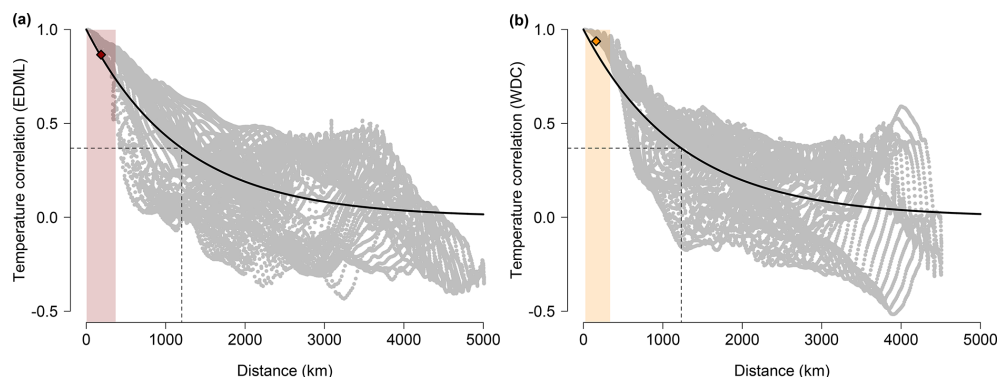 (a)
1.0
0.5
0.0
-0.5
Temperature correlation (EDML)
0 1000 2000 3000 4000 5000
Distance (km)
(b)
1.0
0.5
0.0
-0.5
Temperature correlation (WDC)
0 1000 2000 3000 4000 5000
Distance (km)